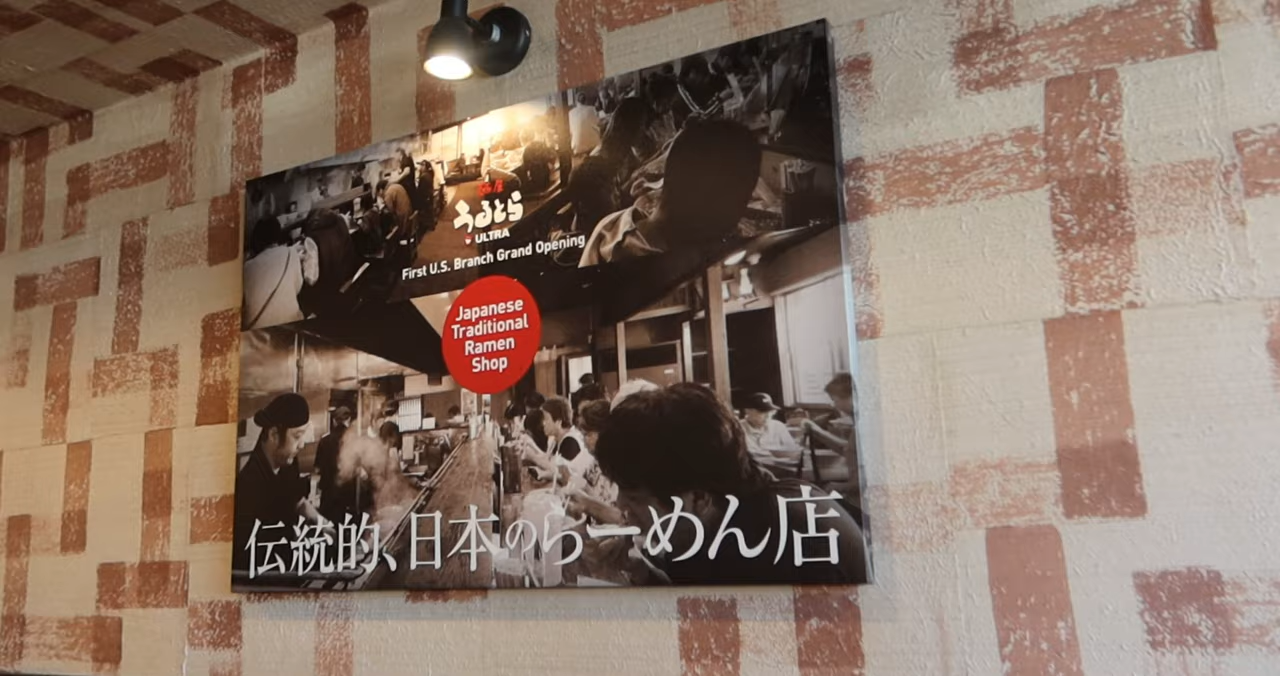 うるとら
ULTRA
First U.S. Branch Grand Opening
Japanese
Traditional
Ramen
Shop
伝統的、日本のらーめん店